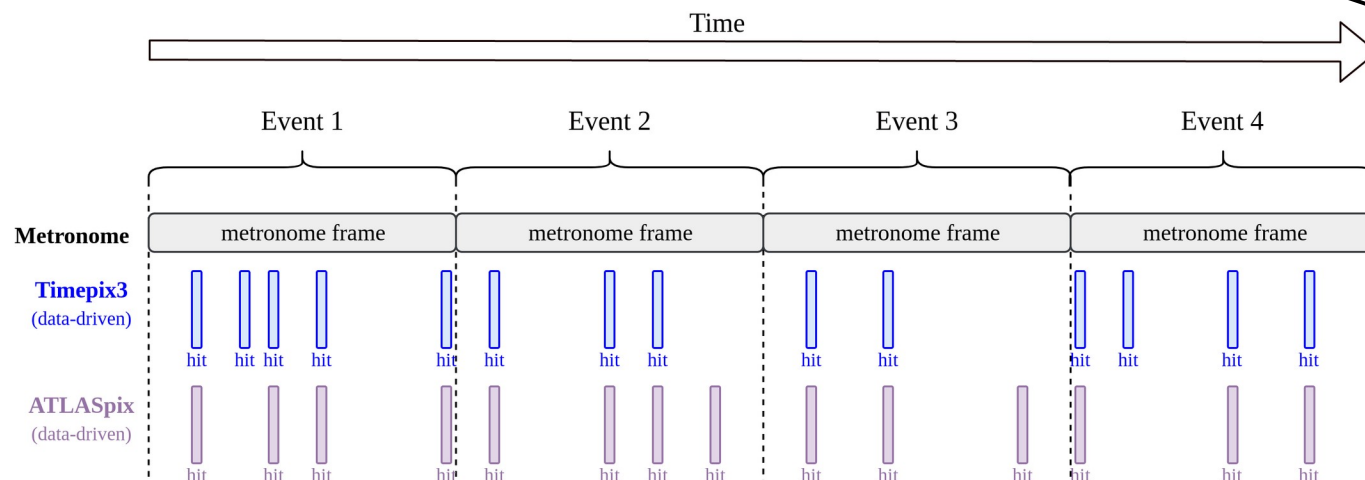 Time
Event 1 Event 2 Event 3 Event 4
Metronome metronome frame metronome frame metronome frame metronome frame
Timepix3
(data-driven)
hit hit hit hit hit hit hit hit hit hit hit hit hit hit
ATLASpix
(data-driven)
hit hit hit hit hit hit hit hit hit hit hit hit hit hit